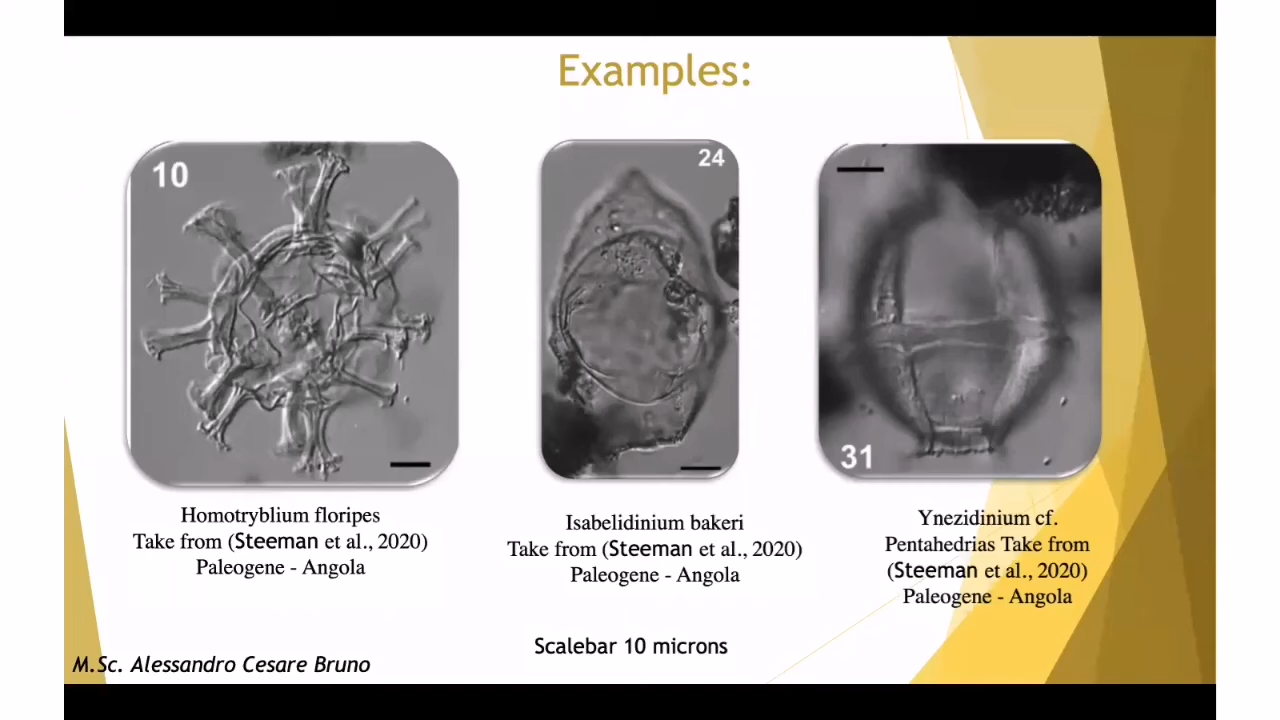 Examples:
10
24
31
Homotryblium floripes
Take from (Steeman et al., 2020)
Paleogene - Angola
Isabelidinium bakeri
Take from (Steeman et al., 2020)
Paleogene - Angola
Ynezidinium cf.
Pentahedrias Take from
(Steeman et al., 2020)
Paleogene - Angola
Scalebar 10 microns
M.Sc. Alessandro Cesare Bruno